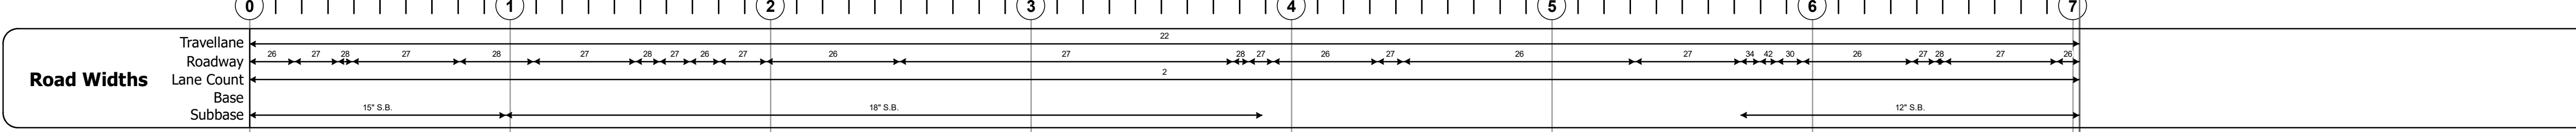 0 1 2 3 4 5 6 7
Travellane 22
Roadway 26 27 28 27 28 27 28 27 26 27 26 27 28 27 26 27 26 27 34 42 30 26 27 28 27 26
Road Widths
Lane Count 2
Base
Subbase 15" S.B. 18" S.B. 12" S.B.